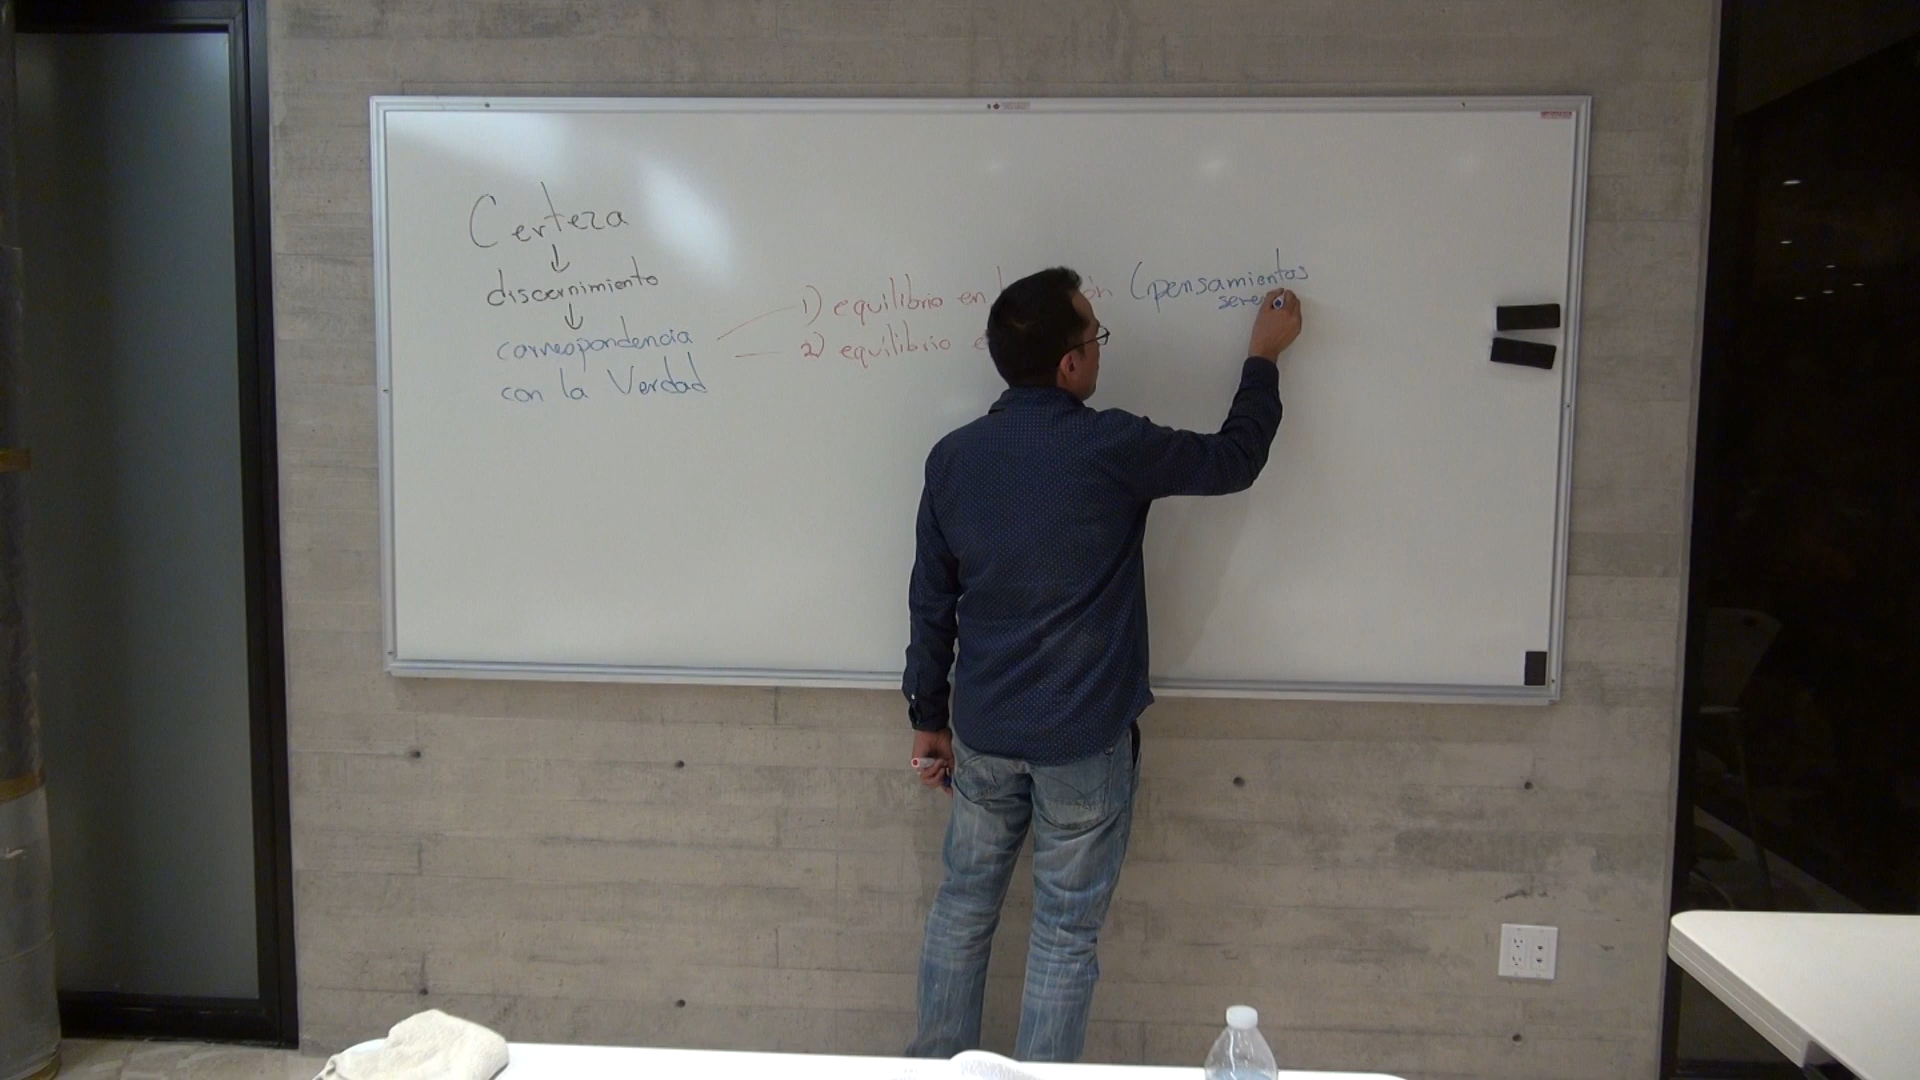 Certeza
↓
discernimiento
↓
correspondencia
con la Verdad
1) equilibrio en (pensamientos
2) equilibrio